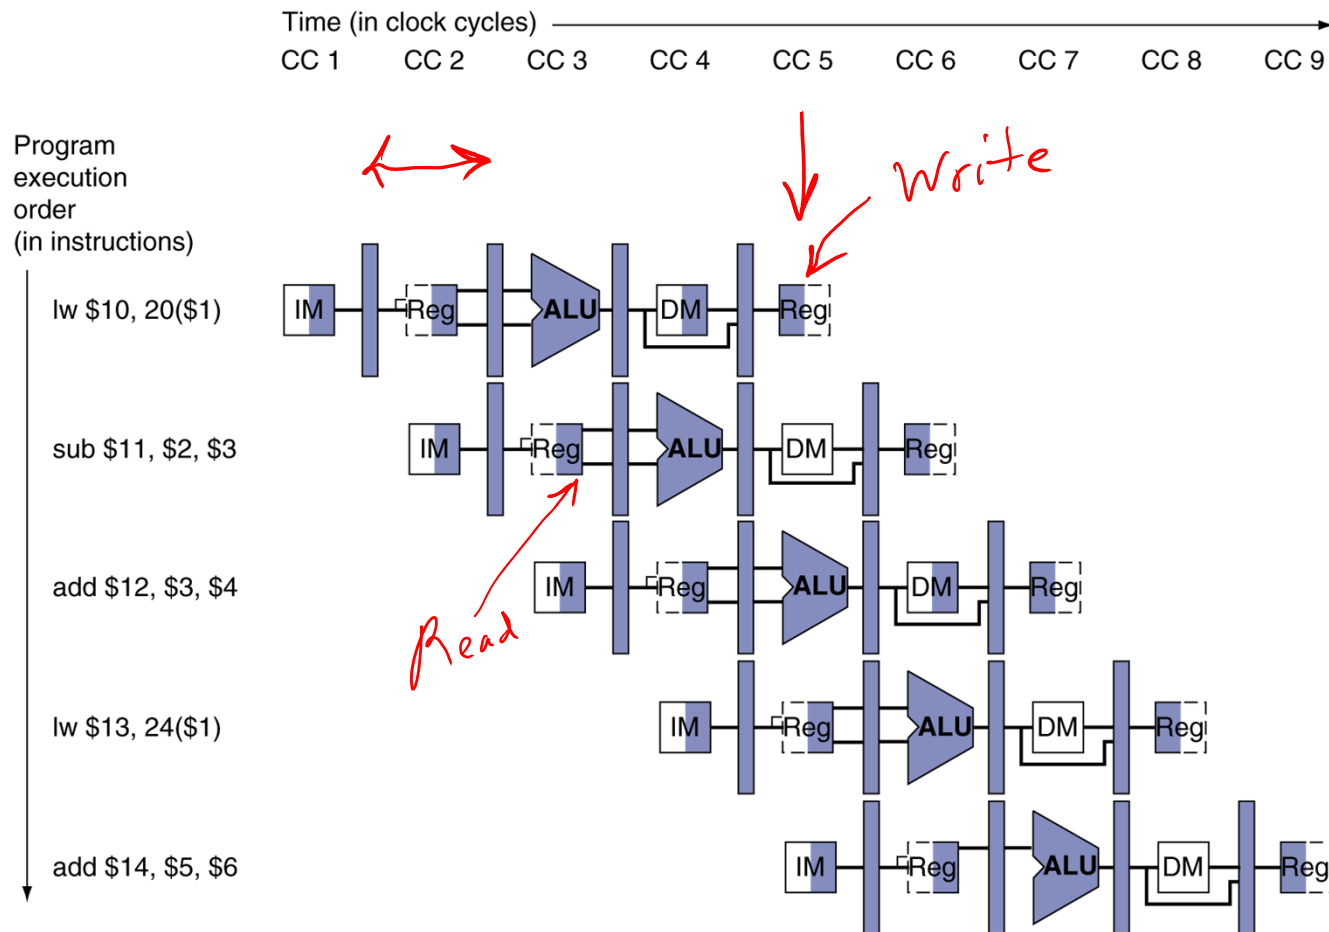 Time (in clock cycles)
CC 1 CC 2 CC 3 CC 4 CC 5 CC 6 CC 7 CC 8 CC 9
Program
execution
order
(in instructions)
Write
lw $10, 20($1)
IM Reg ALU DM Reg
sub $11, $2, $3
IM Reg ALU DM Reg
add $12, $3, $4
IM Reg ALU DM Reg
Read
lw $13, 24($1)
IM Reg ALU DM Reg
add $14, $5, $6
IM Reg ALU DM Reg